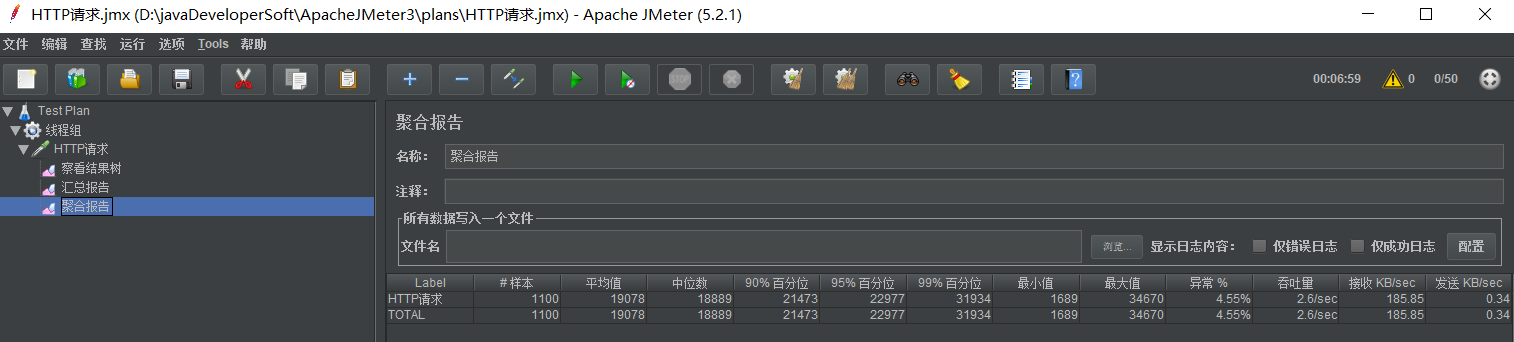 HTTP请求.jmx (D:\javaDeveloperSoft\ApacheJMeter3\plans\HTTP请求.jmx) - Apache JMeter (5.2.1)
文件 编辑 查找 运行 选项 Tools 帮助
STOP 00:06:59 0 0/50
Test Plan
线程组
HTTP请求
察看结果树
汇总报告
聚合报告
聚合报告
名称： 聚合报告
注释：
所有数据写入一个文件
文件名 浏览... 显示日志内容： 仅错误日志 仅成功日志 配置
Label # 样本 平均值 中位数 90% 百分位 95% 百分位 99% 百分位 最小值 最大值 异常 % 吞吐量 接收 KB/sec 发送 KB/sec
HTTP请求 1100 19078 18889 21473 22977 31934 1689 34670 4.55% 2.6/sec 185.85 0.34
TOTAL 1100 19078 18889 21473 22977 31934 1689 34670 4.55% 2.6/sec 185.85 0.34